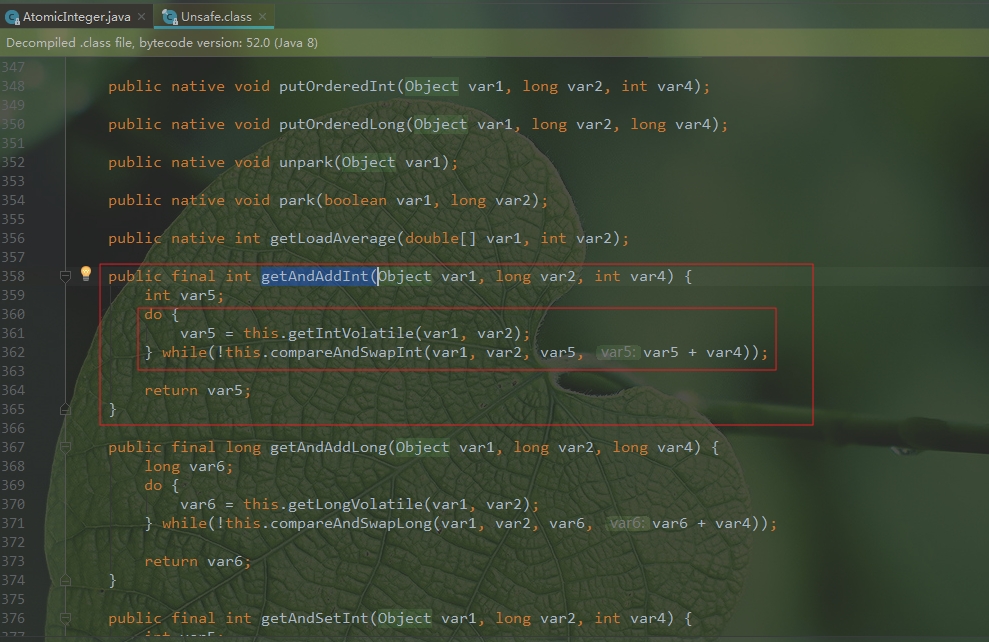 AtomicInteger.java × Unsafe.class ×
Decompiled .class file, bytecode version: 52.0 (Java 8)
347
348 public native void putOrderedInt(Object var1, long var2, int var4);
349
350 public native void putOrderedLong(Object var1, long var2, long var4);
351
352 public native void unpark(Object var1);
353
354 public native void park(boolean var1, long var2);
355
356 public native int getLoadAverage(double[] var1, int var2);
357
358 public final int getAndAddInt(Object var1, long var2, int var4) {
359 int var5;
360 do {
361 var5 = this.getIntVolatile(var1, var2);
362 } while(!this.compareAndSwapInt(var1, var2, var5, var5: var5 + var4));
363
364 return var5;
365 }
366
367 public final long getAndAddLong(Object var1, long var2, long var4) {
368 long var6;
369 do {
370 var6 = this.getLongVolatile(var1, var2);
371 } while(!this.compareAndSwapLong(var1, var2, var6, var6: var6 + var4));
372
373 return var6;
374 }
375
376 public final int getAndSetInt(Object var1, long var2, int var4) {
377 int var5;